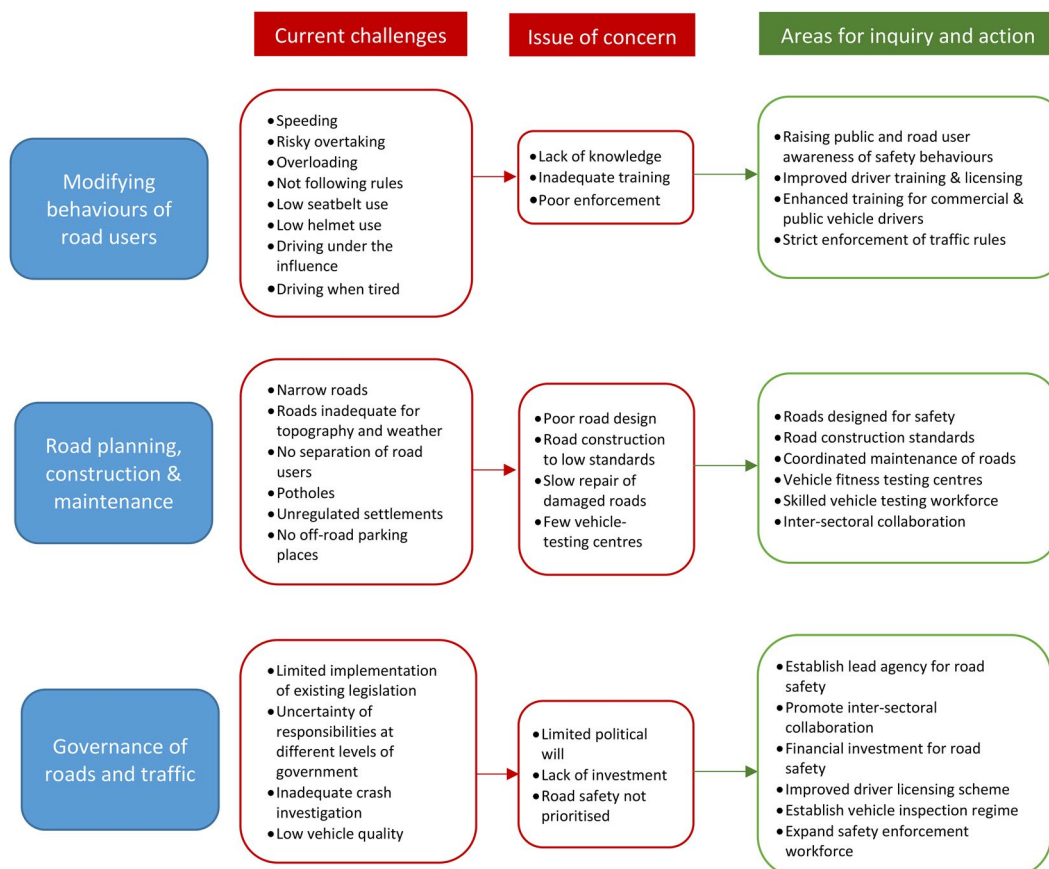 Current challenges
Issue of concern
Areas for inquiry and action
Modifying
behaviours of
road users
• Speeding
• Risky overtaking
• Overloading
• Not following rules
• Low seatbelt use
• Low helmet use
• Driving under the
influence
• Driving when tired
• Lack of knowledge
• Inadequate training
• Poor enforcement
• Raising public and road user
awareness of safety behaviours
• Improved driver training & licensing
• Enhanced training for commercial &
public vehicle drivers
• Strict enforcement of traffic rules
Road planning,
construction &
maintenance
• Narrow roads
• Roads inadequate for
topography and weather
• No separation of road
users
• Potholes
• Unregulated settlements
• No off-road parking
places
• Poor road design
• Road construction
to low standards
• Slow repair of
damaged roads
• Few vehicle-
testing centres
• Roads designed for safety
• Road construction standards
• Coordinated maintenance of roads
• Vehicle fitness testing centres
• Skilled vehicle testing workforce
• Inter-sectoral collaboration
Governance of
roads and traffic
• Limited implementation
of existing legislation
• Uncertainty of
responsibilities at
different levels of
government
• Inadequate crash
investigation
• Low vehicle quality
• Limited political
will
• Lack of investment
• Road safety not
prioritised
• Establish lead agency for road
safety
• Promote inter-sectoral
collaboration
• Financial investment for road
safety
• Improved driver licensing scheme
• Establish vehicle inspection regime
• Expand safety enforcement
workforce